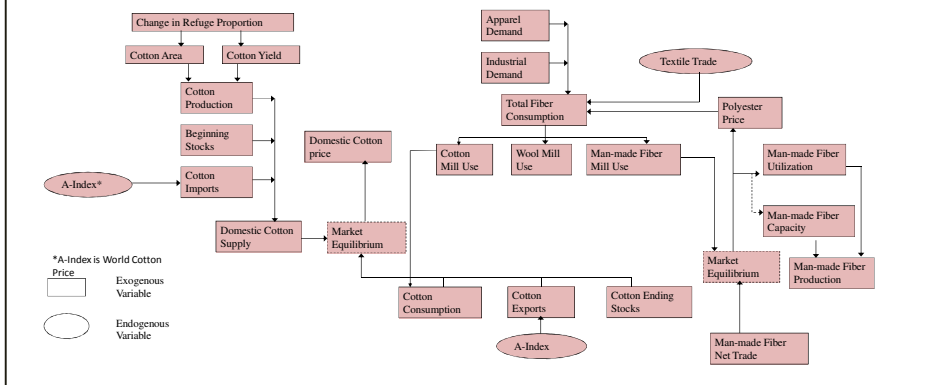 Change in Refuge Proportion
Cotton Area
Cotton Yield
Cotton
Production
Beginning
Stocks
Cotton
Imports
A-Index*
Domestic Cotton
Supply
Domestic Cotton
price
Market
Equilibrium
*A-Index is World Cotton
Price
Exogenous
Variable
Endogenous
Variable
Apparel
Demand
Industrial
Demand
Textile Trade
Total Fiber
Consumption
Polyester
Price
Cotton
Mill Use
Wool Mill
Use
Man-made Fiber
Mill Use
Man-made Fiber
Utilization
Man-made Fiber
Capacity
Market
Equilibrium
Man-made Fiber
Production
Cotton
Consumption
Cotton
Exports
Cotton Ending
Stocks
A-Index
Man-made Fiber
Net Trade